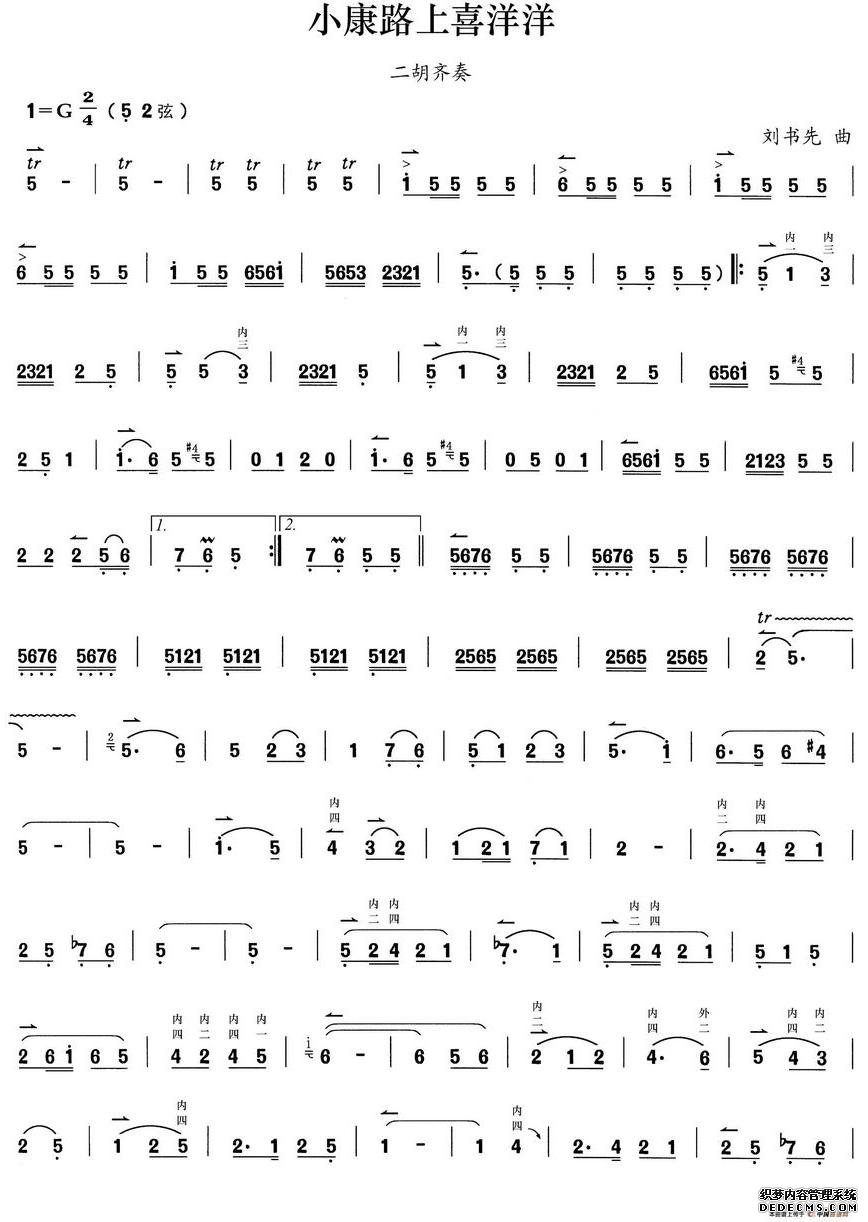 小康路上喜洋洋
二胡齐奏
1=G 2/4 (5̣ 2弦)
刘书先 曲
tr tr tr tr tr tr
5 - | 5 - | 5 5 | 5 5 | i 5 5 5 5 | 6 5 5 5 5 | i 5 5 5 5 |
内一 内三
6 5 5 5 5 | i 5 5 656i | 5653 2321 | 5· (5 5 5 | 5 5 5 5) |: 5 1 3 |
内三 内一 内三
2321 2 5 | 5 5 3 | 2321 5 | 5 1 3 | 2321 2 5 | 656i 5 #4 5 |
2 5 1 | i· 6 5 #4 5 | 0 1 2 0 | i· 6 5 #4 5 | 0 5 0 1 | 656i 5 5 | 2123 5 5 |
1. 2.
2 2 2 5 6 | 7 6 5 :| 7 6 5 5 || 5676 5 5 | 5676 5 5 | 5676 5676 |
tr
5676 5676 | 5121 5121 | 5121 5121 | 2565 2565 | 2565 2565 | 2 5· |
5 - | 2 5· 6 | 5 2 3 | 1 7 6 | 5 1 2 3 | 5· i | 6· 5 6 #4 |
内四 内二 内四
5 - | 5 - | i· 5 | 4 3 2 | 1 2 1 7 1 | 2 - | 2· 4 2 1 |
内二 内四 内二 内四
2 5 b7 6 | 5 - | 5 - | 5 2 4 2 1 | b7· 1 | 5 2 4 2 1 | 5 1 5 |
内四 内二 内四 内一 内二 内四 外二 内四 内二
2 6 i 6 5 | 4 2 4 5 | i 6 - | 6 5 6 | 2 1 2 | 4· 6 | 5 4 3 |
内四 内四
2 5 | 1 2 5 | 2· 1 2 5 | 1 - | 1 4 | 2· 4 2 1 | 2 5 b7 6 |
织梦内容管理系统
DEDECMS.COM